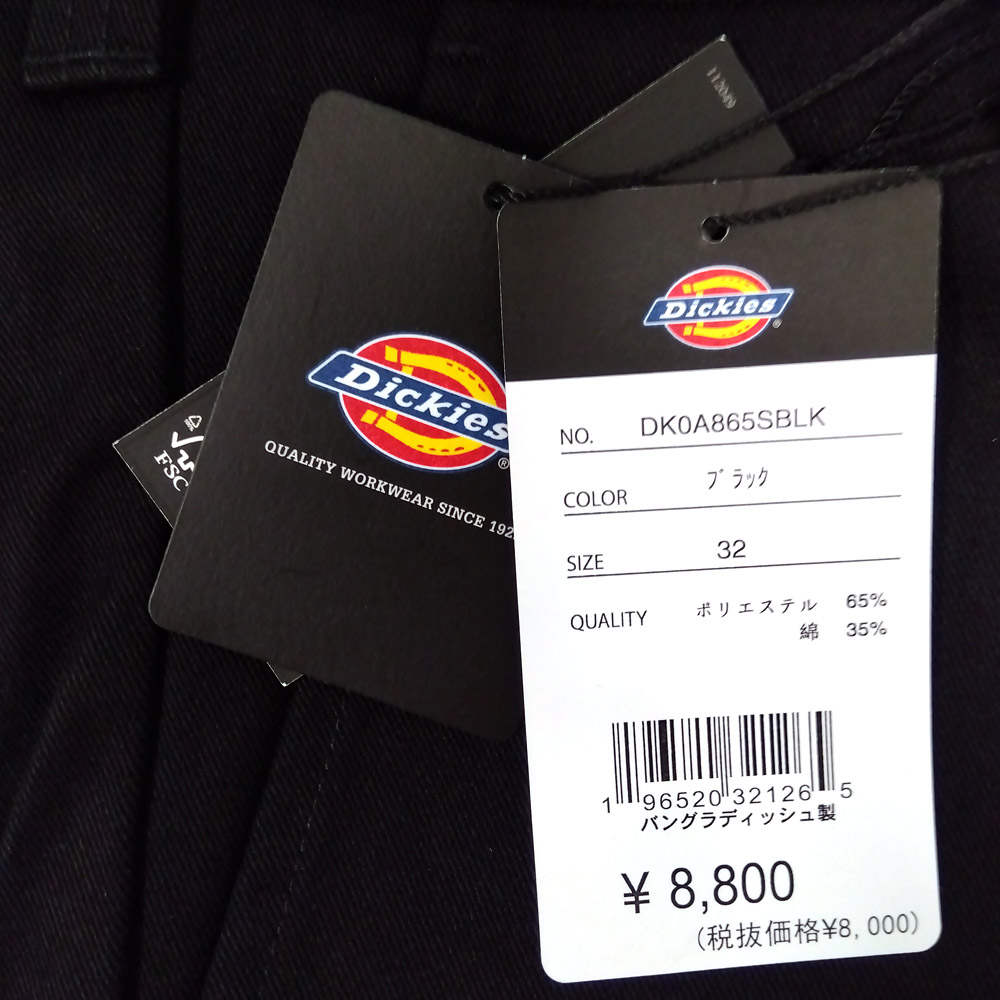 11209
Dickies
®
QUALITY WORKWEAR SINCE 192
FSC
Dickies
®
NO. DK0A865SBLK
COLOR ブラック
SIZE 32
QUALITY ポリエステル 65%
綿 35%
1 96520 32126 5
バングラディッシュ製
¥ 8,800
(税抜価格¥8,000)